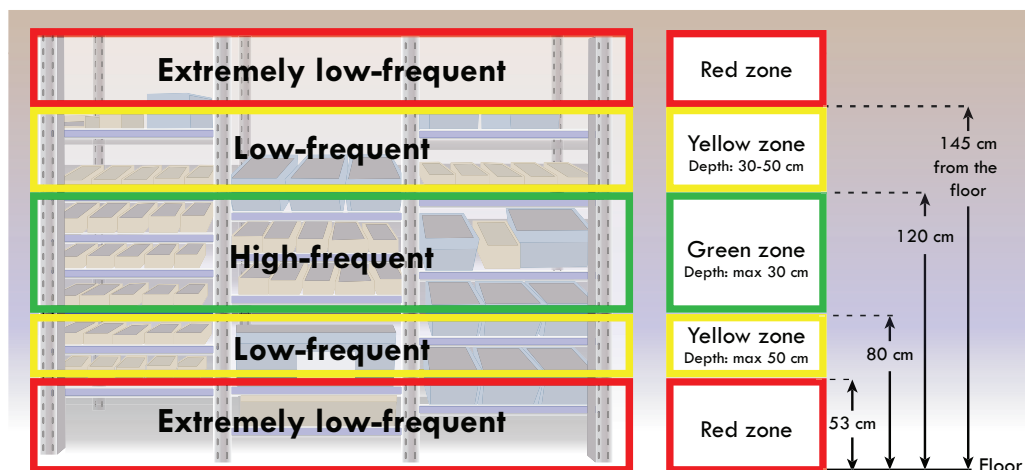 Extremely low-frequent
Red zone
Low-frequent
Yellow zone
Depth: 30-50 cm
145 cm
from the
floor
High-frequent
Green zone
Depth: max 30 cm
120 cm
Low-frequent
Yellow zone
Depth: max 50 cm
80 cm
Extremely low-frequent
Red zone
53 cm
Floor